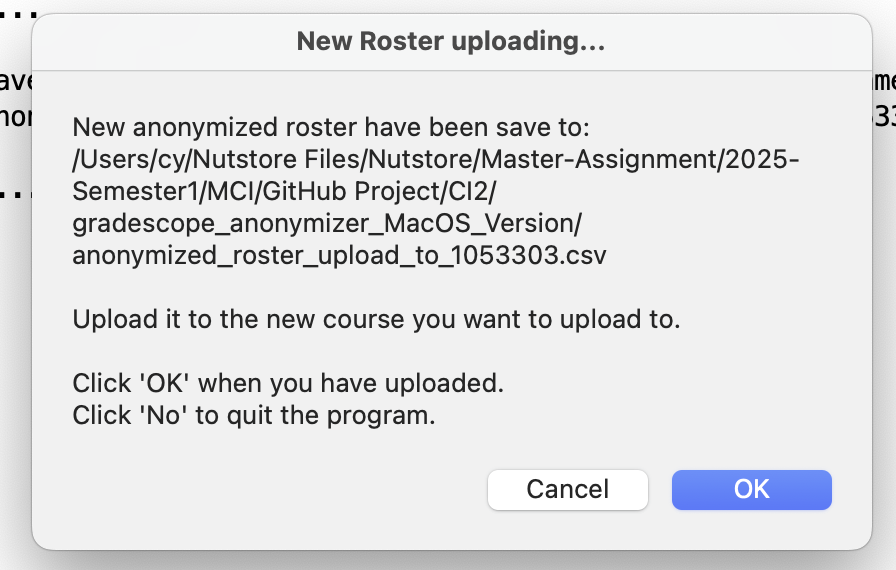 New Roster uploading...
New anonymized roster have been save to:
/Users/cy/Nutstore Files/Nutstore/Master-Assignment/2025-
Semester1/MCI/GitHub Project/CI2/
gradescope_anonymizer_MacOS_Version/
anonymized_roster_upload_to_1053303.csv
Upload it to the new course you want to upload to.
Click 'OK' when you have uploaded.
Click 'No' to quit the program.
Cancel
OK